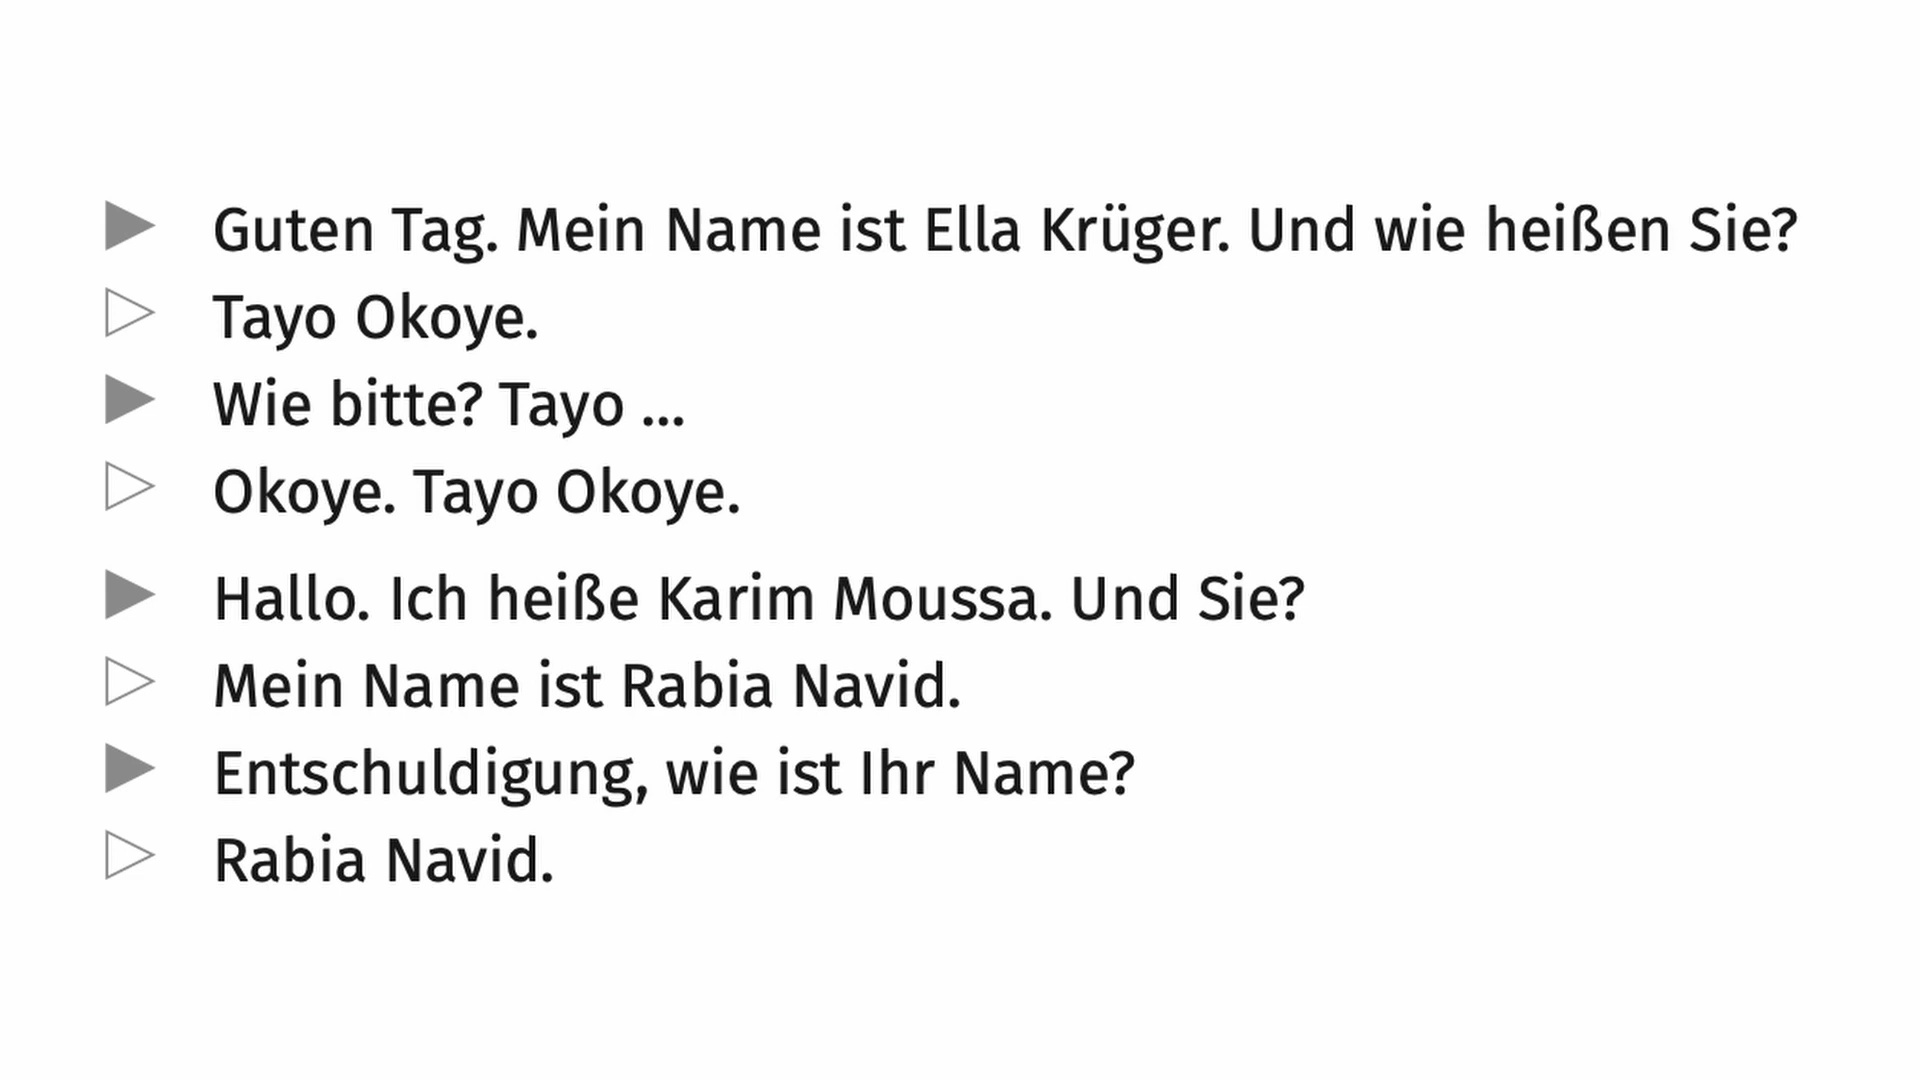 Guten Tag. Mein Name ist Ella Krüger. Und wie heißen Sie?
Tayo Okoye.
Wie bitte? Tayo ...
Okoye. Tayo Okoye.
Hallo. Ich heiße Karim Moussa. Und Sie?
Mein Name ist Rabia Navid.
Entschuldigung, wie ist Ihr Name?
Rabia Navid.